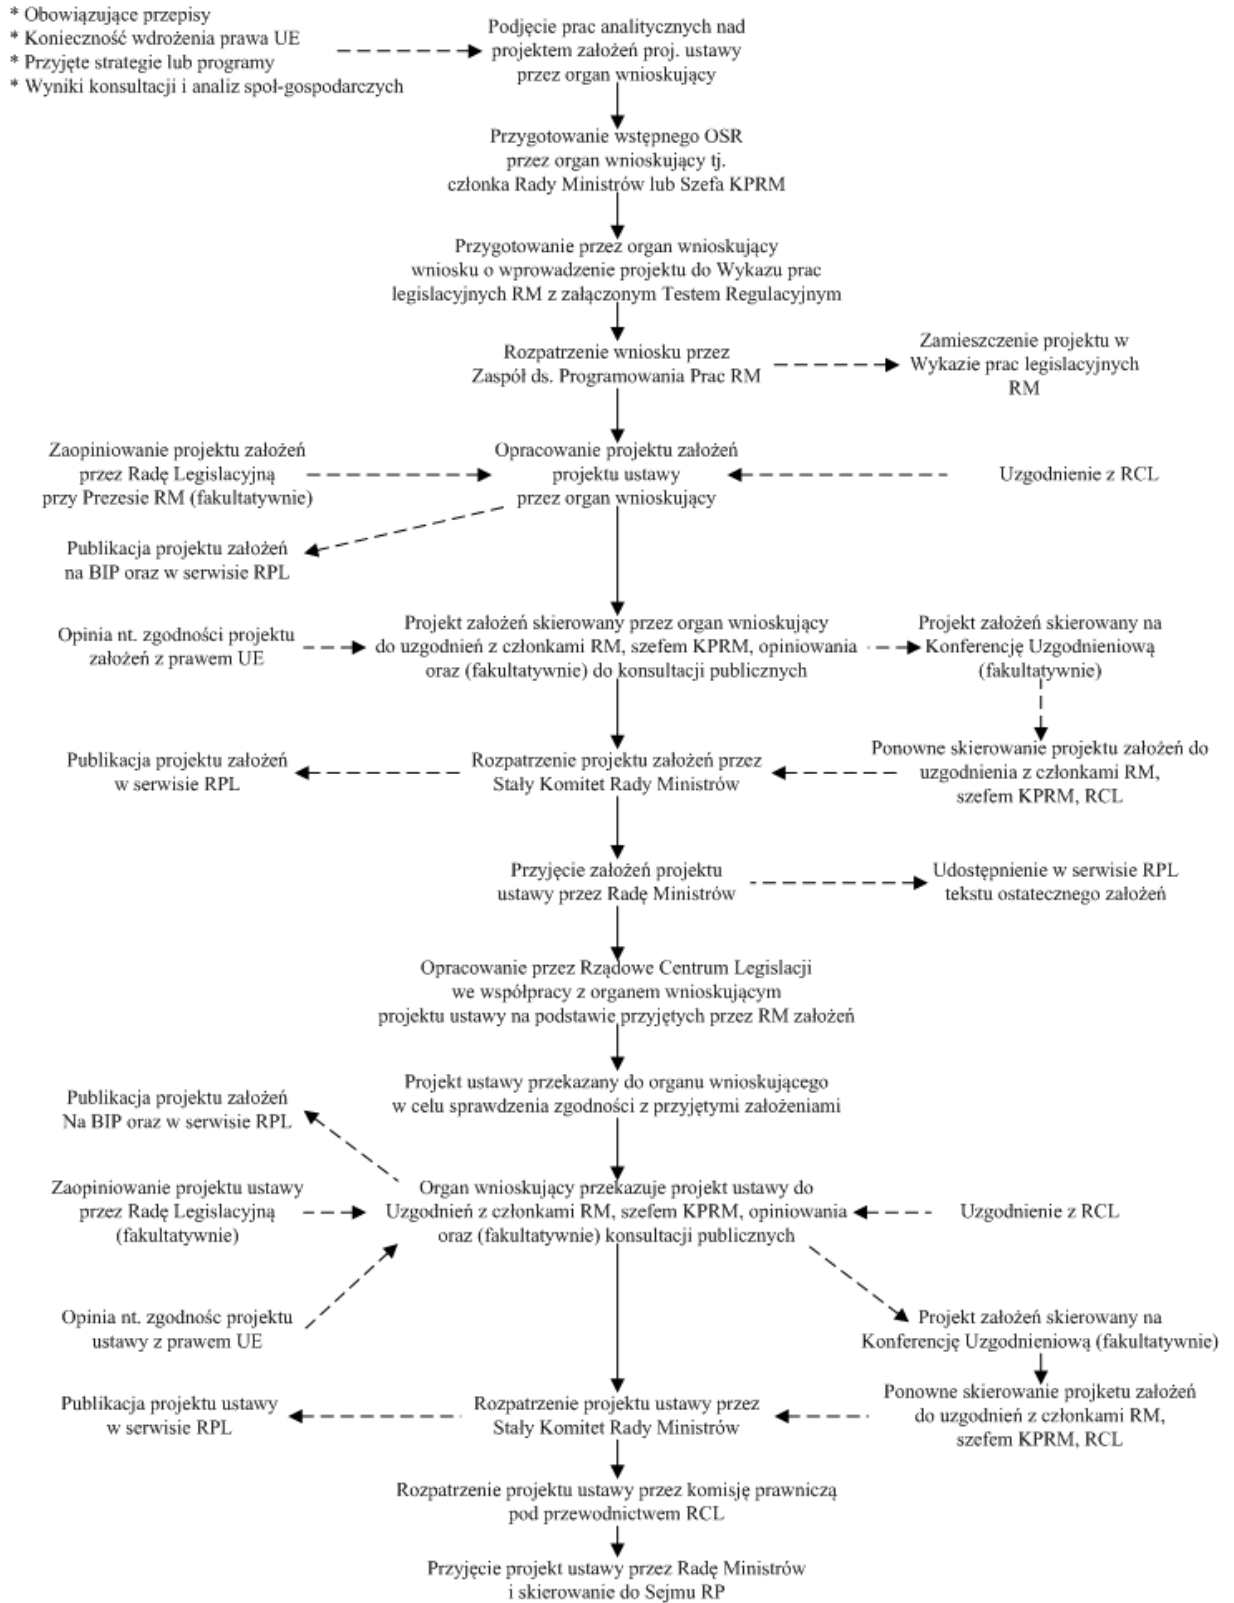 * Obowiązujące przepisy
* Konieczność wdrożenia prawa UE
* Przyjęte strategie lub programy
* Wyniki konsultacji i analiz społ-gospodarczych
Podjęcie prac analitycznych nad
projektem założeń proj. ustawy
przez organ wnioskujący
Przygotowanie wstępnego OSR
przez organ wnioskujący tj.
członka Rady Ministrów lub Szefa KPRM
Przygotowanie przez organ wnioskujący
wniosku o wprowadzenie projektu do Wykazu prac
legislacyjnych RM z załączonym Testem Regulacyjnym
Rozpatrzenie wniosku przez
Zaspół ds. Programowania Prac RM
Zamieszczenie projektu w
Wykazie prac legislacyjnych
RM
Zaopiniowanie projektu założeń
przez Radę Legislacyjną
przy Prezesie RM (fakultatywnie)
Opracowanie projektu założeń
projektu ustawy
przez organ wnioskujący
Uzgodnienie z RCL
Publikacja projektu założeń
na BIP oraz w serwisie RPL
Opinia nt. zgodności projektu
założeń z prawem UE
Projekt założeń skierowany przez organ wnioskujący
do uzgodnień z członkami RM, szefem KPRM, opiniowania
oraz (fakultatywnie) do konsultacji publicznych
Projekt założeń skierowany na
Konferencję Uzgodnieniową
(fakultatywnie)
Publikacja projektu założeń
w serwisie RPL
Rozpatrzenie projektu założeń przez
Stały Komitet Rady Ministrów
Ponowne skierowanie projektu założeń do
uzgodnienia z członkami RM,
szefem KPRM, RCL
Przyjęcie założeń projektu
ustawy przez Radę Ministrów
Udostępnienie w serwisie RPL
tekstu ostatecznego założeń
Opracowanie przez Rządowe Centrum Legislacji
we współpracy z organem wnioskującym
projektu ustawy na podstawie przyjętych przez RM założeń
Projekt ustawy przekazany do organu wnioskującego
w celu sprawdzenia zgodności z przyjętymi założeniami
Publikacja projektu założeń
Na BIP oraz w serwisie RPL
Zaopiniowanie projektu ustawy
przez Radę Legislacyjną
(fakultatywnie)
Organ wnioskujący przekazuje projekt ustawy do
Uzgodnień z członkami RM, szefem KPRM, opiniowania
oraz (fakultatywnie) konsultacji publicznych
Uzgodnienie z RCL
Opinia nt. zgodnośc projektu
ustawy z prawem UE
Projekt założeń skierowany na
Konferencję Uzgodnieniową (fakultatywnie)
Publikacja projektu ustawy
w serwisie RPL
Rozpatrzenie projektu ustawy przez
Stały Komitet Rady Ministrów
Ponowne skierowanie projketu założeń
do uzgodnień z członkami RM,
szefem KPRM, RCL
Rozpatrzenie projektu ustawy przez komisję prawniczą
pod przewodnictwem RCL
Przyjęcie projekt ustawy przez Radę Ministrów
i skierowanie do Sejmu RP